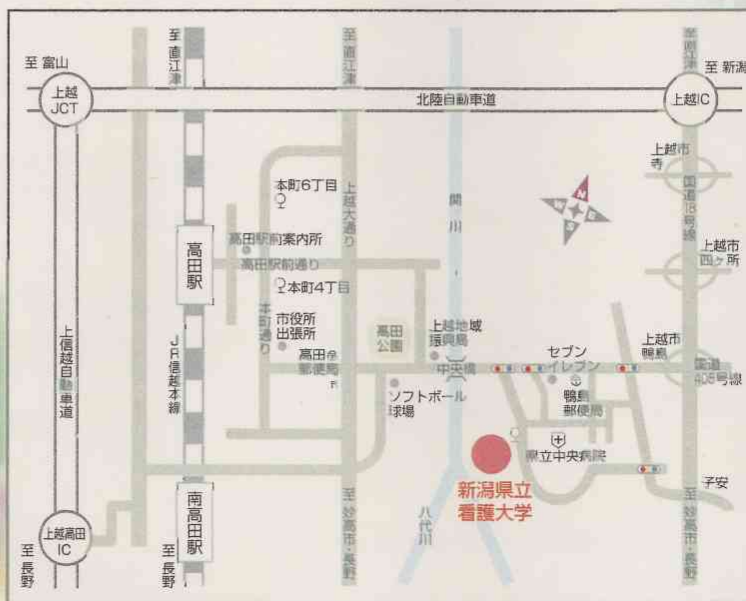 至 富山
上越
JCT
至 直江津
至 直江津
北陸自動車道
至 直江津
至 新潟
上越IC
上越市
寺
国道18号線
上越市
四ヶ所
本町6丁目
上越大通り
関川
高田駅前案内所
高田駅前通り
高田駅
本町4丁目
本町通り
市役所
出張所
高田
公園
上越地域
振興局
中央橋
高田
郵便局
ソフトボール
球場
セブン
イレブン
鴨島
郵便局
上越市
鴨島
国道
405号線
県立中央病院
新潟県立
看護大学
子安
上信越自動車道
JR信越本線
上越高田
IC
南高田駅
至 長野
至 長野
至 妙高市・長野
八代川
至 妙高市・長野
N
E
S
W